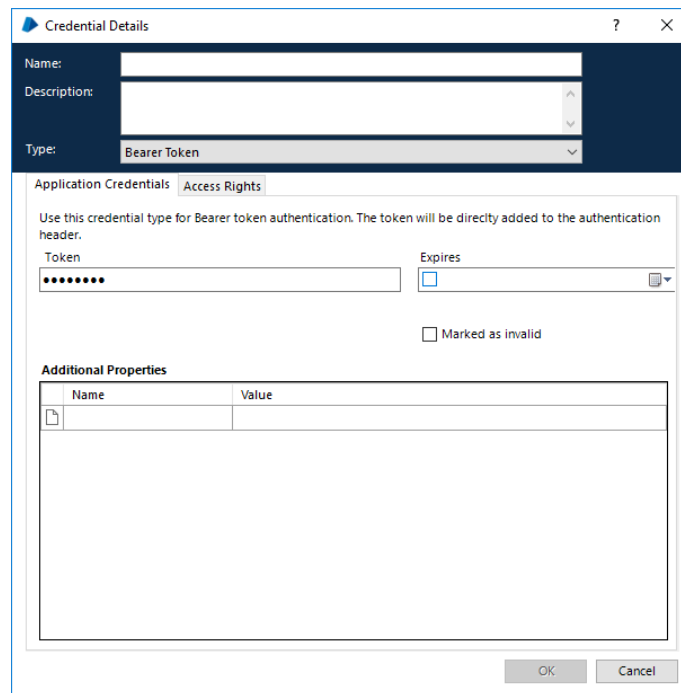 Credential Details
?
Name:
Description:
Type:
Bearer Token
Application Credentials
Access Rights
Use this credential type for Bearer token authentication. The token will be direclty added to the authentication
header.
Token
Expires
••••••••
Marked as invalid
Additional Properties
Name
Value
OK
Cancel